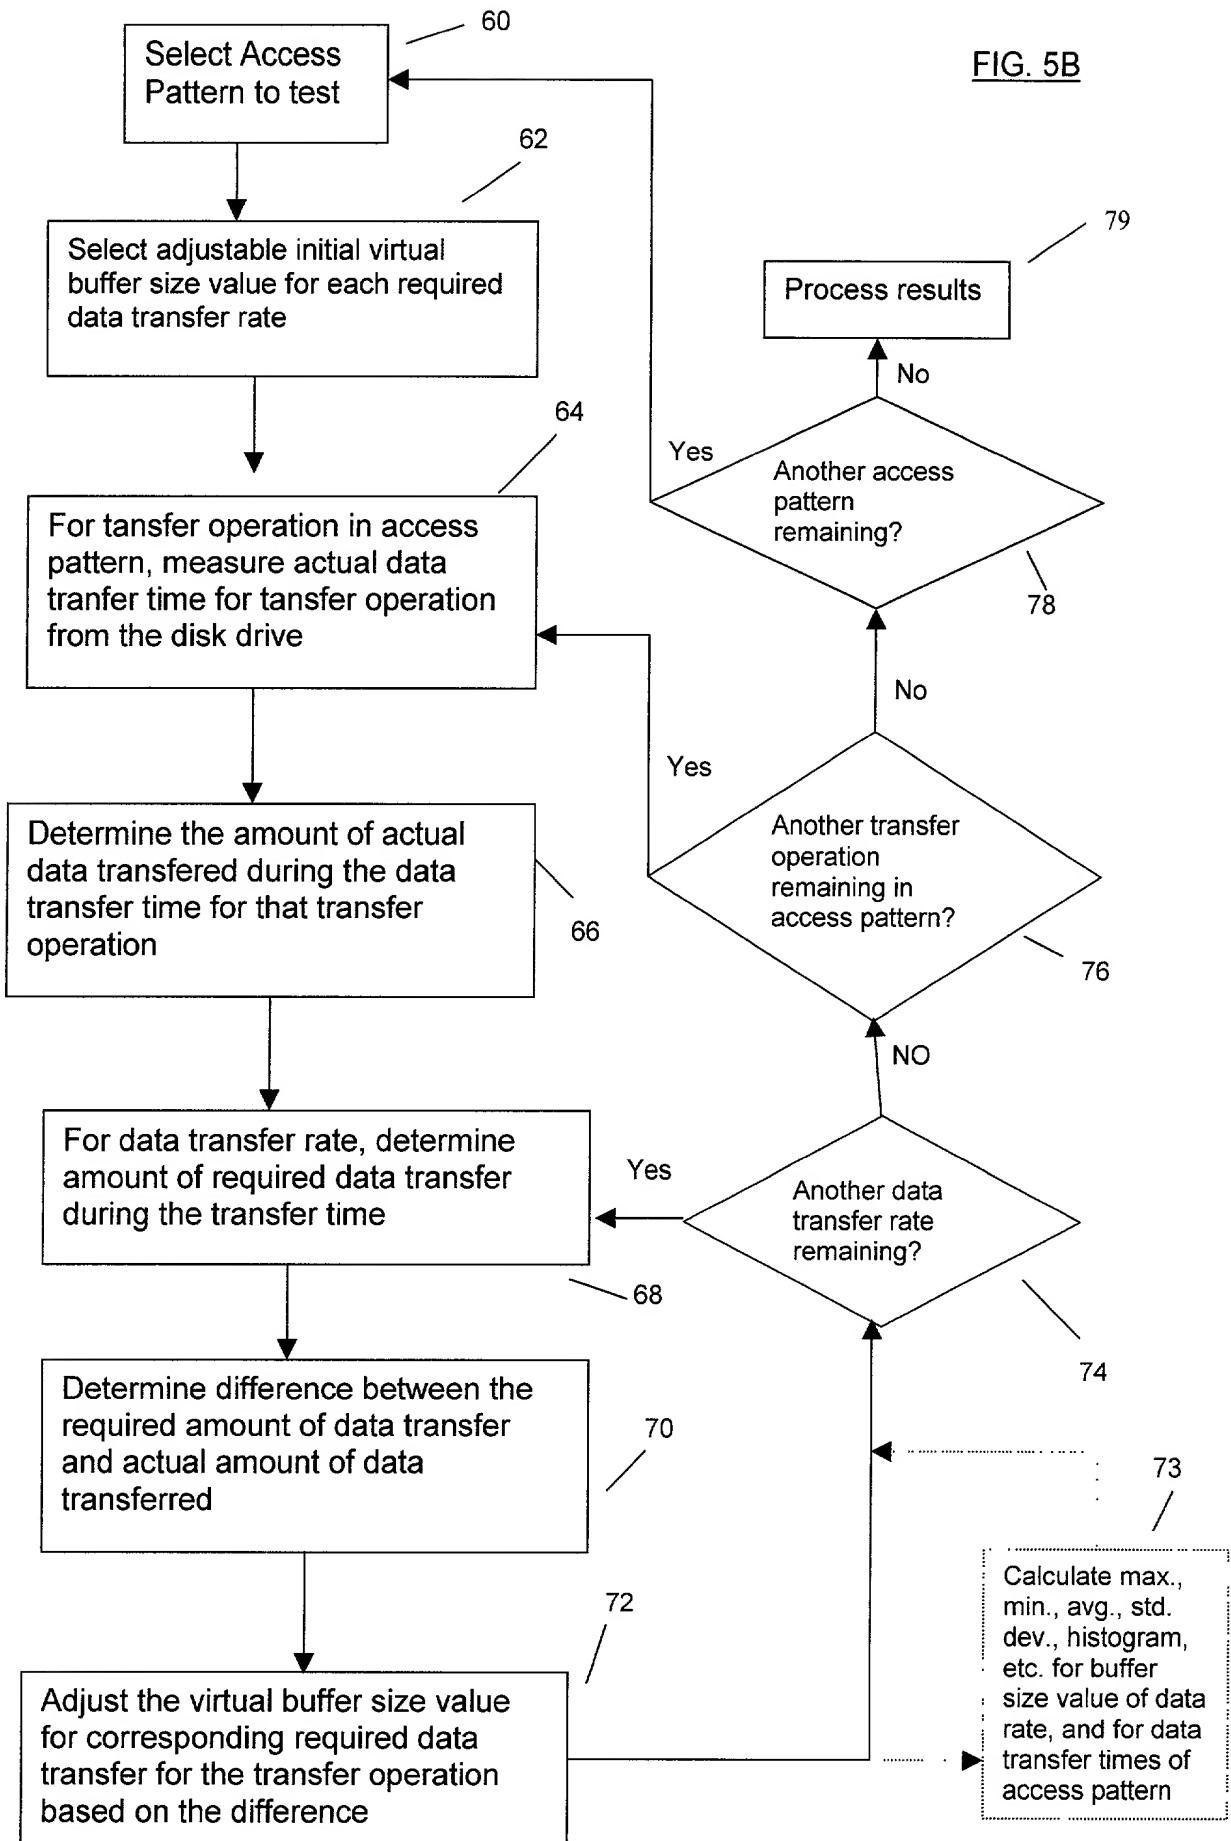 60
FIG. 5B
Select Access
Pattern to test
62
Select adjustable initial virtual
buffer size value for each required
data transfer rate
79
Process results
No
64
Yes
Another access
pattern
remaining?
78
For tansfer operation in access
pattern, measure actual data
tranfer time for tansfer operation
from the disk drive
No
Yes
Another transfer
operation
remaining in
access pattern?
76
Determine the amount of actual
data transfered during the data
transfer time for that transfer
operation
66
NO
For data transfer rate, determine
amount of required data transfer
during the transfer time
68
Yes
Another data
transfer rate
remaining?
74
Determine difference between the
required amount of data transfer
and actual amount of data
transferred
70
73
Calculate max.,
min., avg., std.
dev., histogram,
etc. for buffer
size value of data
rate, and for data
transfer times of
access pattern
72
Adjust the virtual buffer size value
for corresponding required data
transfer for the transfer operation
based on the difference